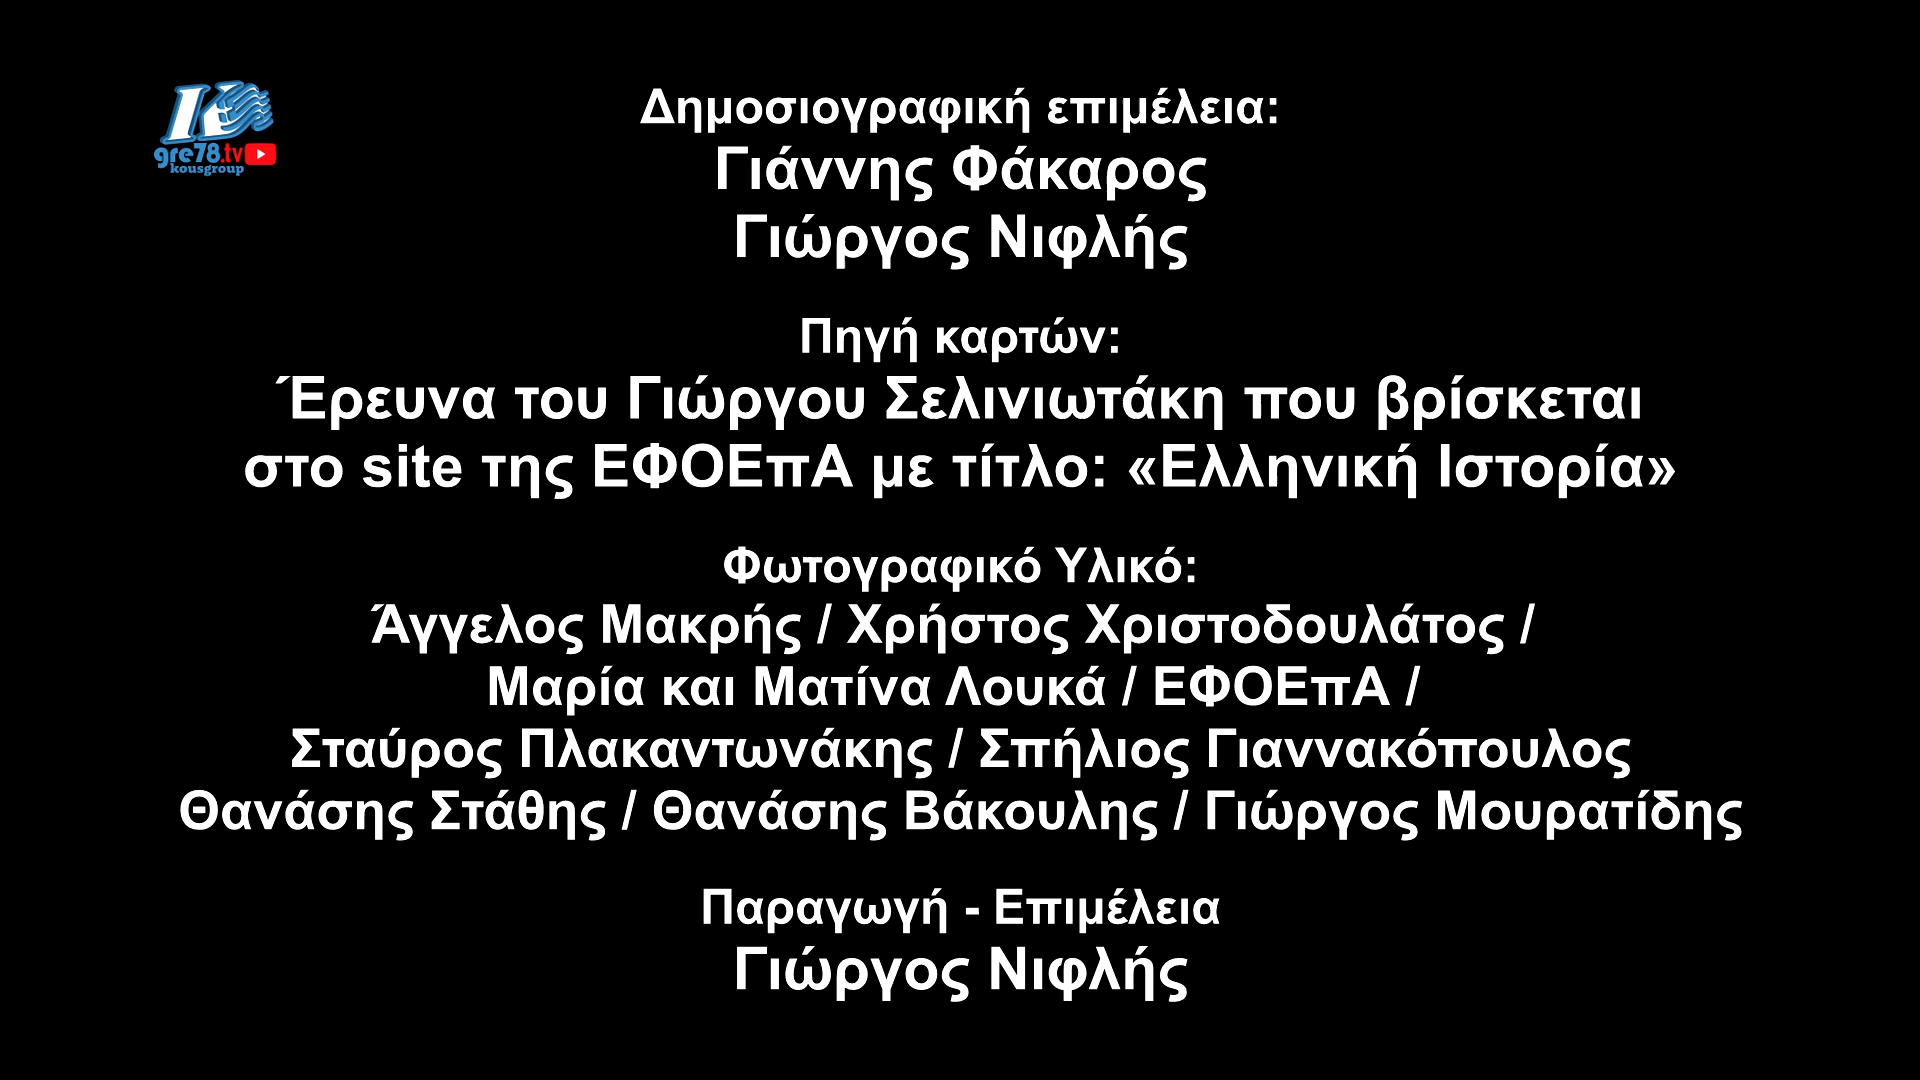 gre78.tv
kousgroup
Δημοσιογραφική επιμέλεια:
Γιάννης Φάκαρος
Γιώργος Νιφλής
Πηγή καρτών:
Έρευνα του Γιώργου Σελινιωτάκη που βρίσκεται
στο site της ΕΦΟΕπΑ με τίτλο: «Ελληνική Ιστορία»
Φωτογραφικό Υλικό:
Άγγελος Μακρής / Χρήστος Χριστοδουλάτος /
Μαρία και Ματίνα Λουκά / ΕΦΟΕπΑ /
Σταύρος Πλακαντωνάκης / Σπήλιος Γιαννακόπουλος
Θανάσης Στάθης / Θανάσης Βάκουλης / Γιώργος Μουρατίδης
Παραγωγή - Επιμέλεια
Γιώργος Νιφλής